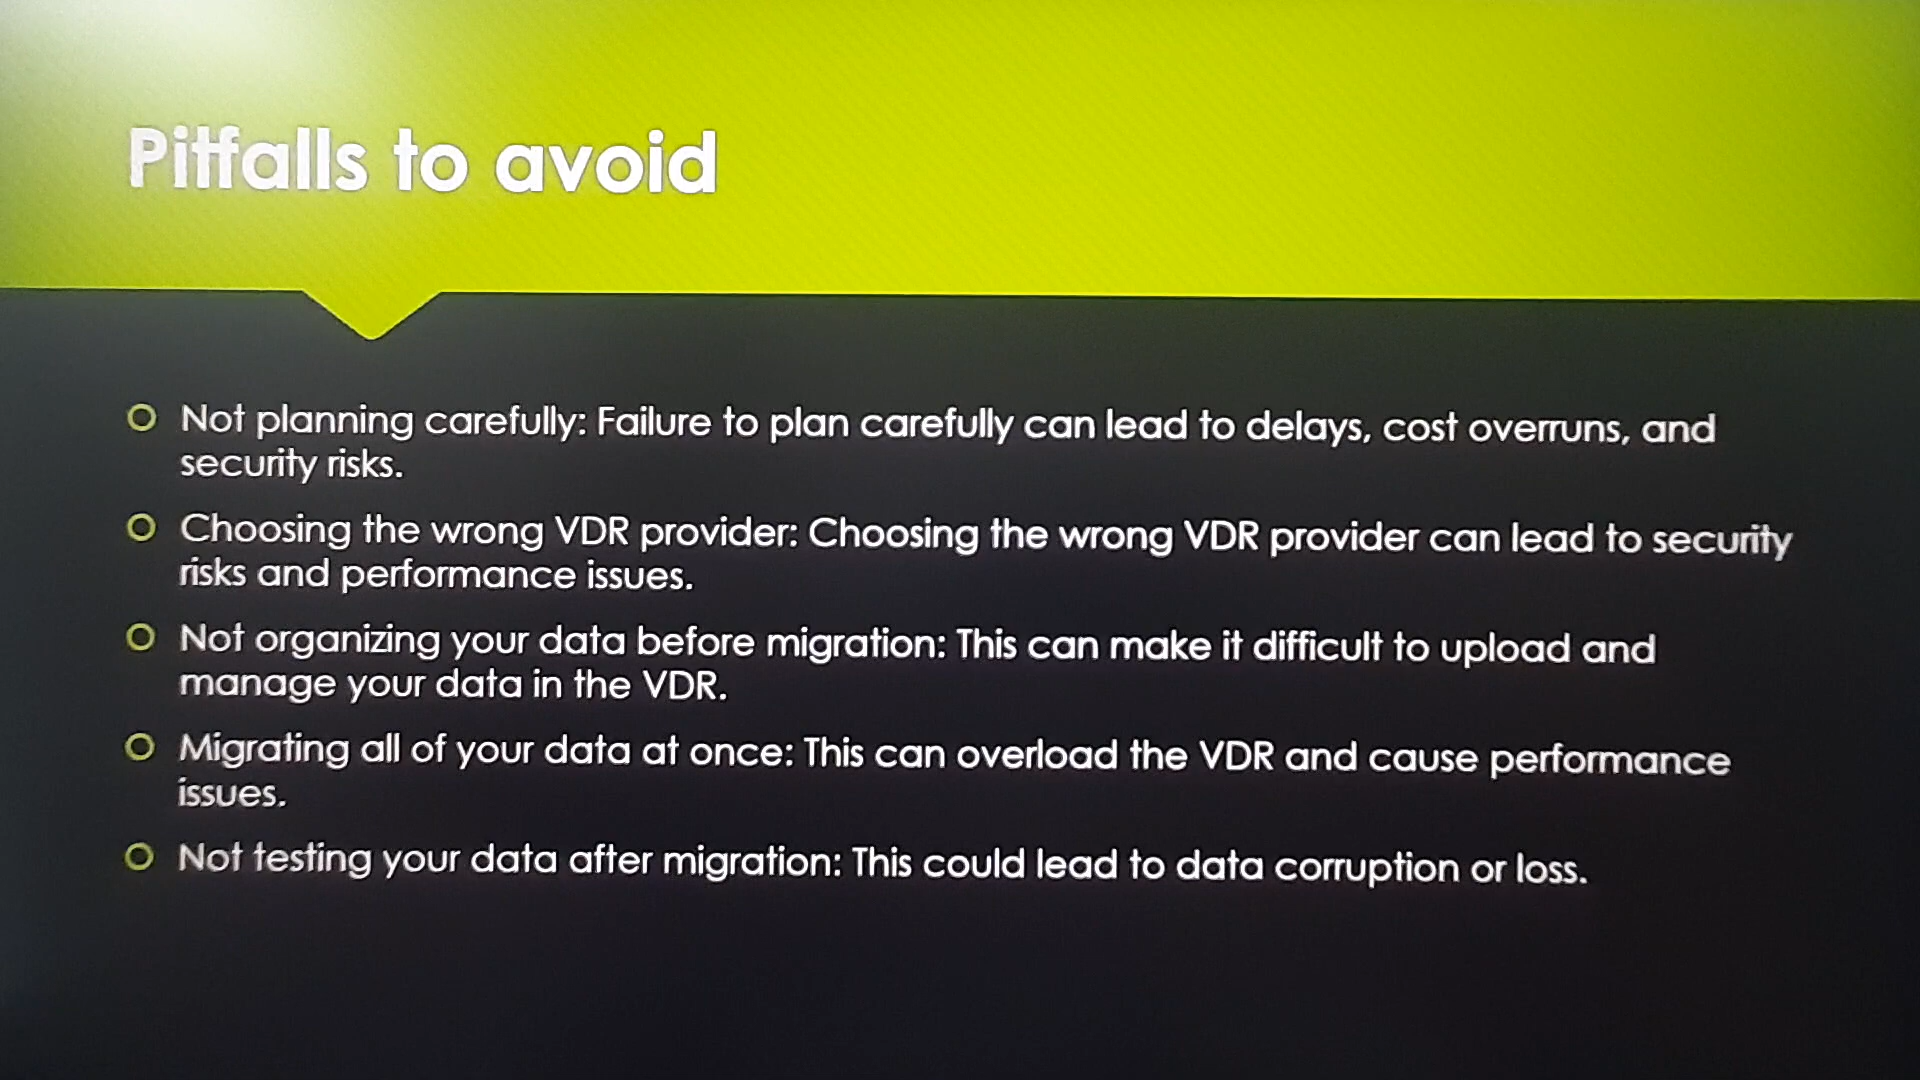 Pitfalls to avoid
Not planning carefully: Failure to plan carefully can lead to delays, cost overruns, and
security risks.
Choosing the wrong VDR provider: Choosing the wrong VDR provider can lead to security
risks and performance issues.
Not organizing your data before migration: This can make it difficult to upload and
manage your data in the VDR.
Migrating all of your data at once: This can overload the VDR and cause performance
issues.
Not testing your data after migration: This could lead to data corruption or loss.